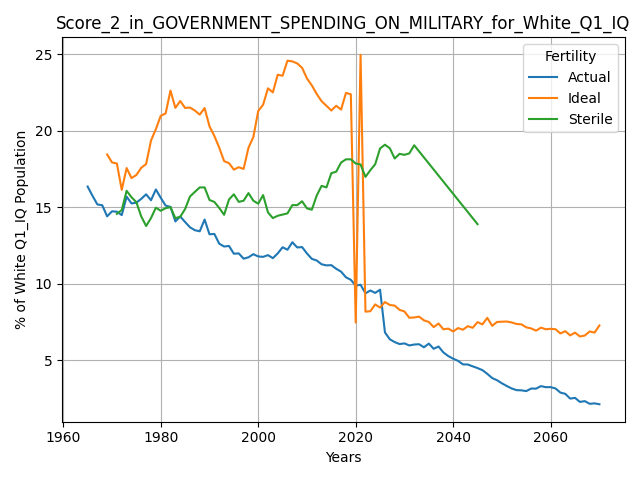 Score_2_in_GOVERNMENT_SPENDING_ON_MILITARY_for_White_Q1_IQ
Fertility
Actual
Ideal
Sterile
% of White Q1_IQ Population
25
20
15
10
5
1960 1980 2000 2020 2040 2060
Years